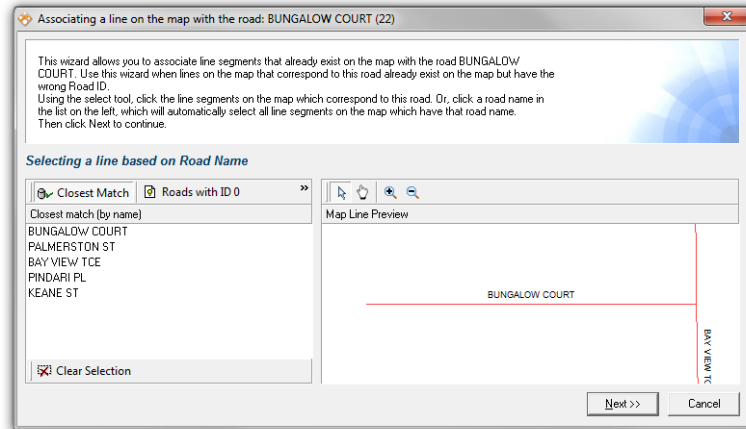 Associating a line on the map with the road: BUNGALOW COURT (22)
This wizard allows you to associate line segments that already exist on the map with the road BUNGALOW
COURT. Use this wizard when lines on the map that correspond to this road already exist on the map but have the
wrong Road ID.
Using the select tool, click the line segments on the map which correspond to this road. Or, click a road name in
the list on the left, which will automatically select all line segments on the map which have that road name.
Then click Next to continue.
Selecting a line based on Road Name
Closest Match
Roads with ID 0
»
Closest match (by name)
BUNGALOW COURT
PALMERSTON ST
BAY VIEW TCE
PINDARI PL
KEANE ST
Clear Selection
Map Line Preview
BUNGALOW COURT
BAY VIEW TC
Next >>
Cancel